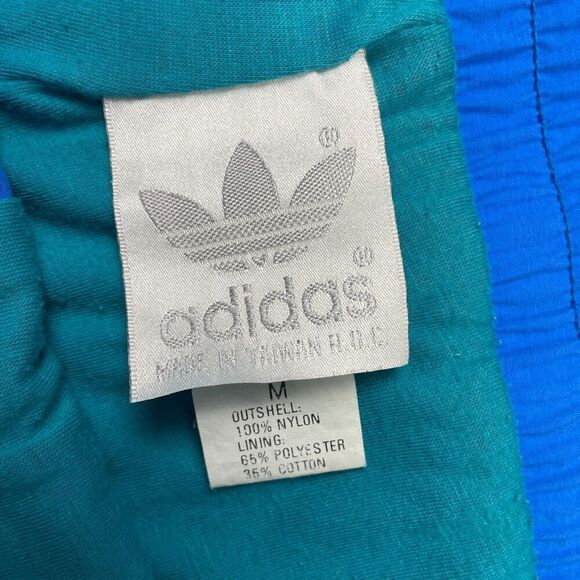 ®
adidas®
MADE IN TAIWAN R.O.C.
M
OUTSHELL:
100% NYLON
LINING:
65% POLYESTER
35% COTTON